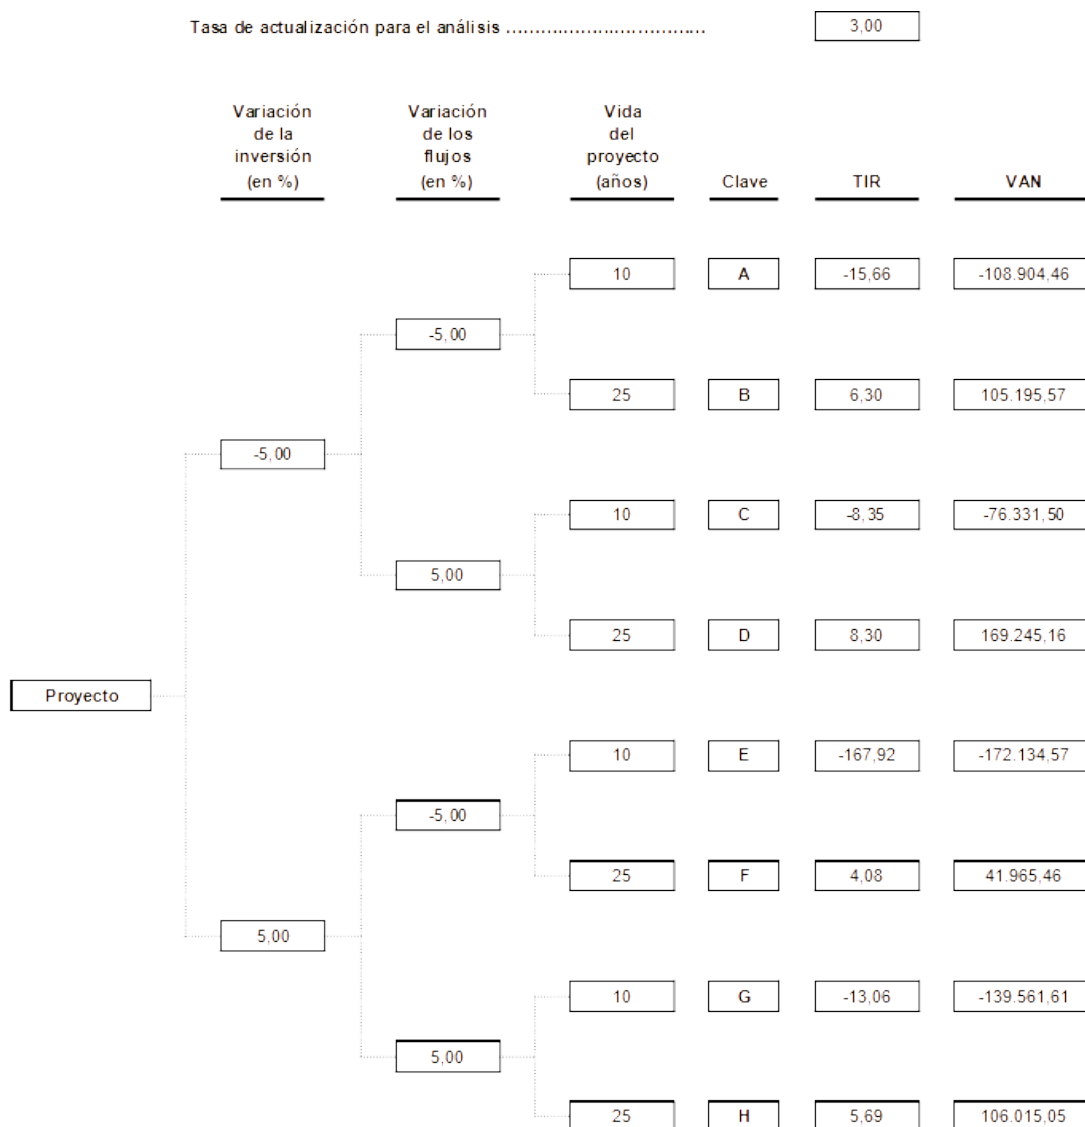 Tasa de actualización para el análisis ....................................... 3,00
Variación de la inversión (en %)
Variación de los flujos (en %)
Vida del proyecto (años)
Clave
TIR
VAN
10 A -15,66 -108.904,46
-5,00
25 B 6,30 105.195,57
-5,00
10 C -8,35 -76.331,50
5,00
25 D 8,30 169.245,16
Proyecto
10 E -167,92 -172.134,57
-5,00
25 F 4,08 41.965,46
5,00
10 G -13,06 -139.561,61
5,00
25 H 5,69 106.015,05